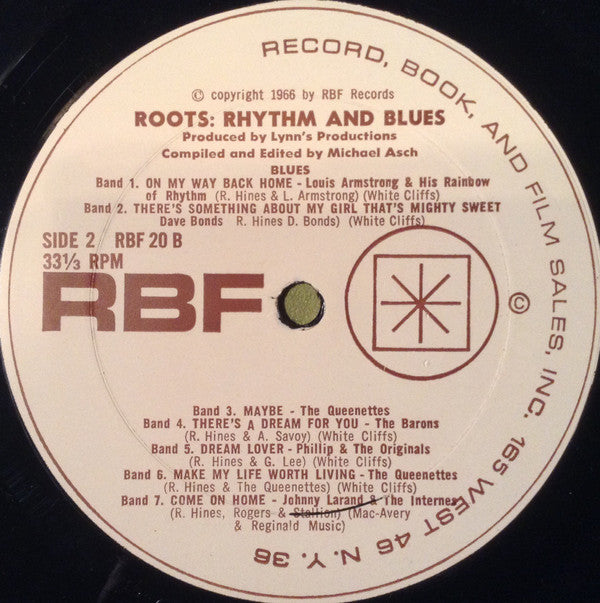 RECORD, BOOK, AND FILM SALES, INC. 165 WEST 46 N.Y. 36
© copyright 1966 by RBF Records
ROOTS: RHYTHM AND BLUES
Produced by Lynn's Productions
Compiled and Edited by Michael Asch
BLUES
Band 1. ON MY WAY BACK HOME - Louis Armstrong & His Rainbow
of Rhythm (R. Hines & L. Armstrong) (White Cliffs)
Band 2. THERE'S SOMETHING ABOUT MY GIRL THAT'S MIGHTY SWEET
Dave Bonds R. Hines D. Bonds) (White Cliffs)
SIDE 2 RBF 20 B
33⅓ RPM
RBF
©
Band 3. MAYBE - The Queenettes
Band 4. THERE'S A DREAM FOR YOU - The Barons
(R. Hines & A. Savoy) (White Cliffs)
Band 5. DREAM LOVER - Phillip & The Originals
(R. Hines & G. Lee) (White Cliffs)
Band 6. MAKE MY LIFE WORTH LIVING - The Queenettes
(R. Hines & The Queenettes) (White Cliffs)
Band 7. COME ON HOME - Johnny Larand & The Internes
(R. Hines, Rogers & Stallion) (Mac-Avery
& Reginald Music)